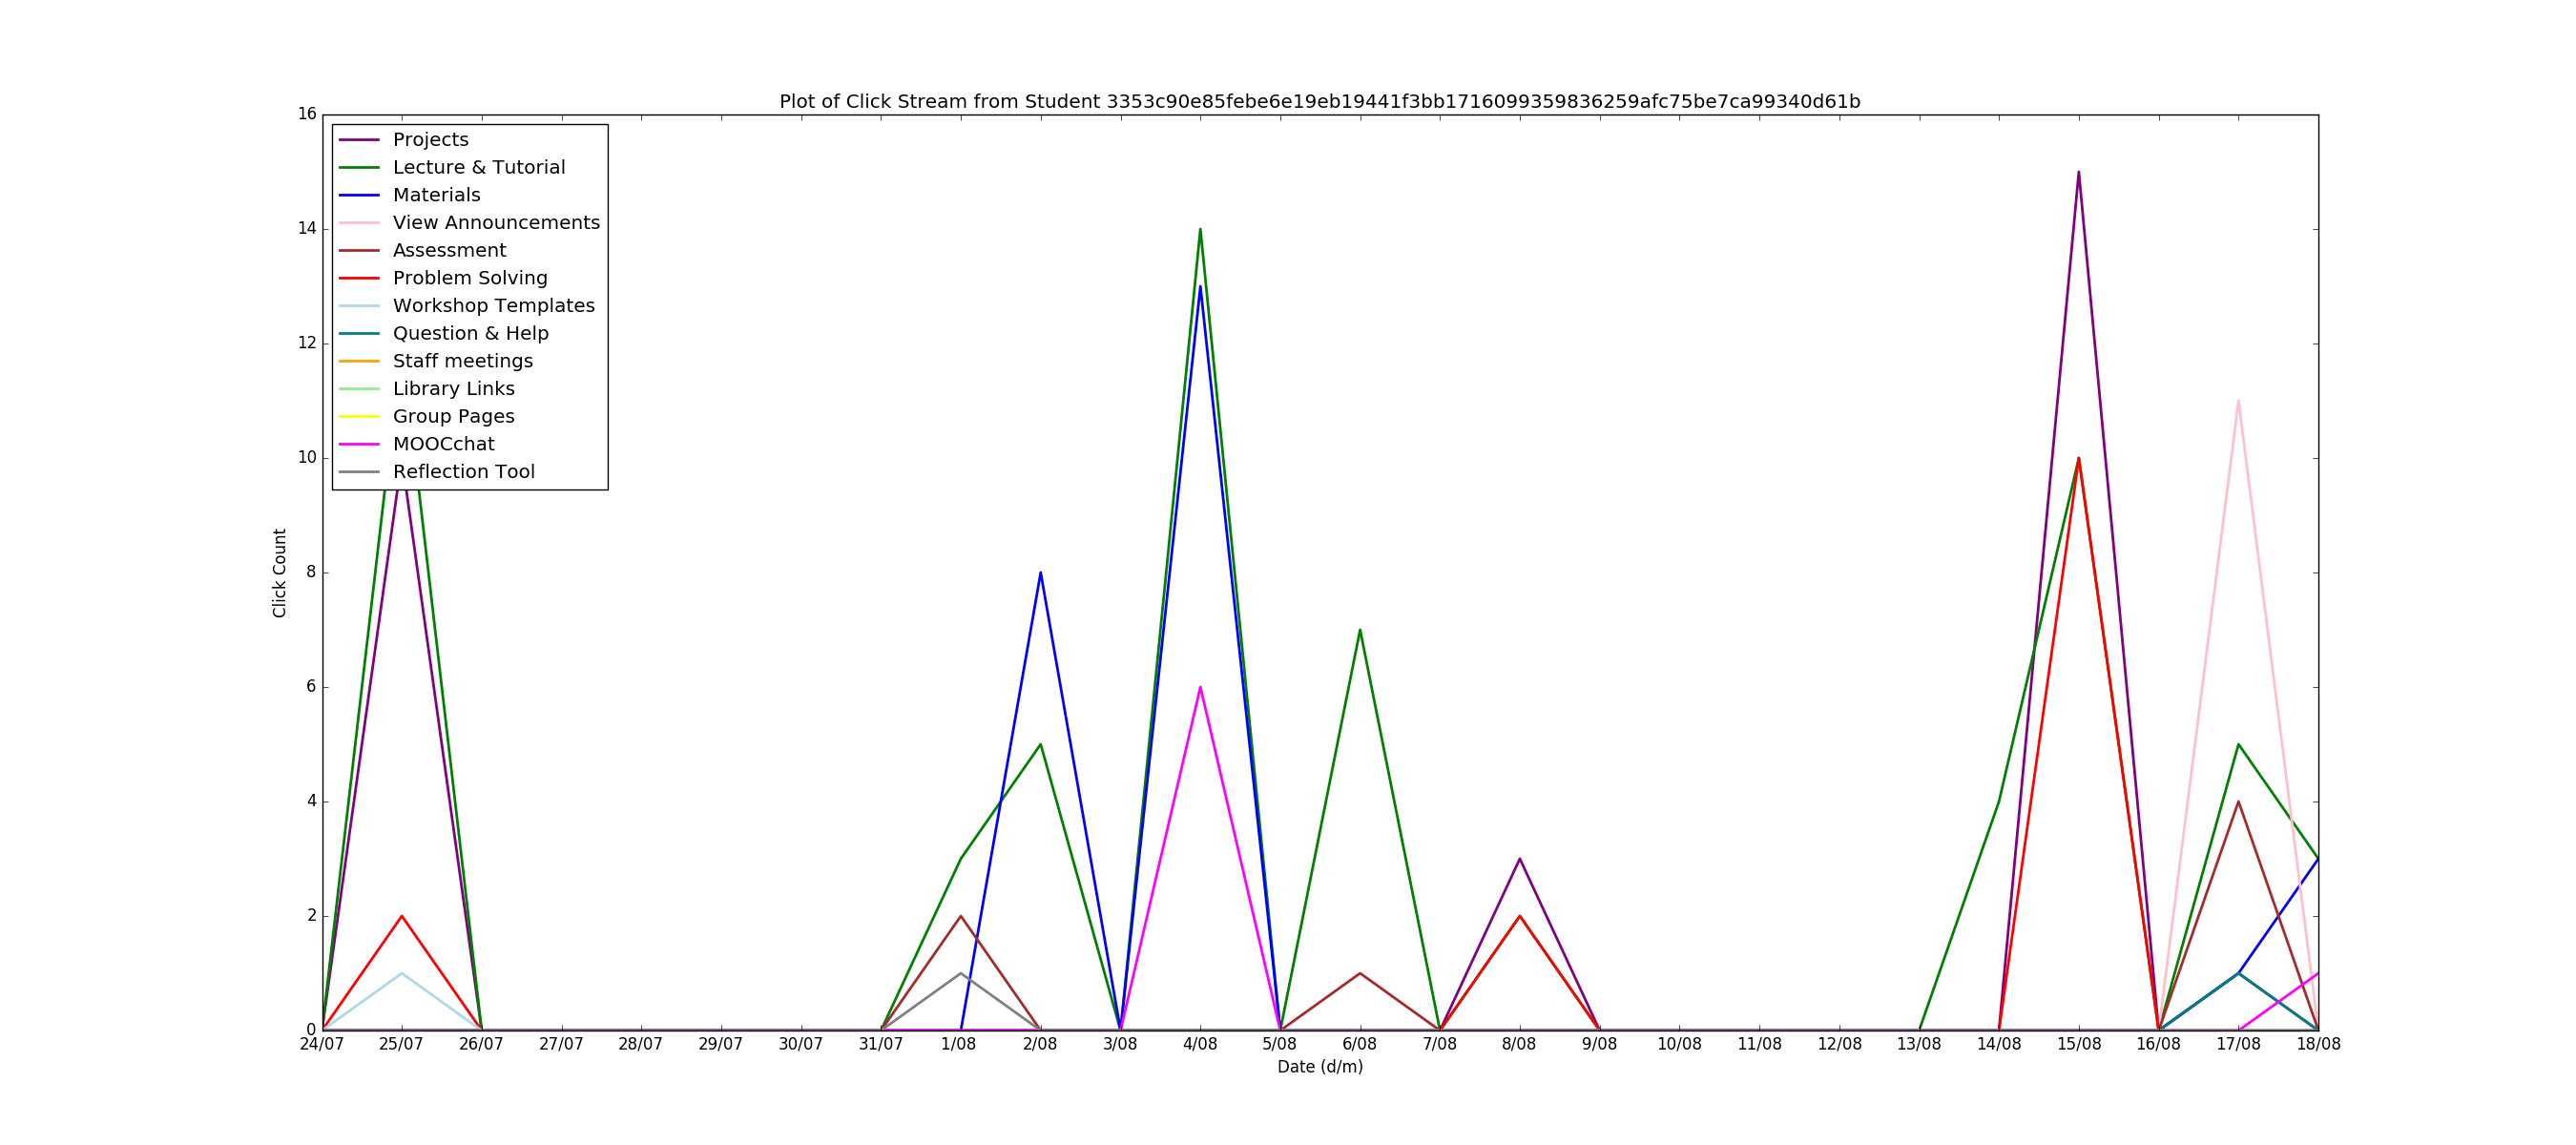 Plot of Click Stream from Student 3353c90e85febe6e19eb19441f3bb1716099359836259afc75be7ca99340d61b
16
14
12
10
8
6
4
2
0
Click Count
Projects
Lecture & Tutorial
Materials
View Announcements
Assessment
Problem Solving
Workshop Templates
Question & Help
Staff meetings
Library Links
Group Pages
MOOCchat
Reflection Tool
24/07 25/07 26/07 27/07 28/07 29/07 30/07 31/07 1/08 2/08 3/08 4/08 5/08 6/08 7/08 8/08 9/08 10/08 11/08 12/08 13/08 14/08 15/08 16/08 17/08 18/08
Date (d/m)